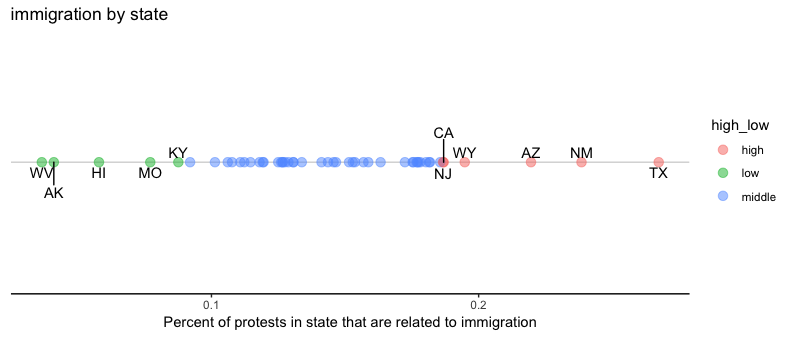 immigration by state
CA
KY
WY
AZ
NM
WV
HI
MO
NJ
TX
AK
high_low
high
low
middle
0.1
0.2
Percent of protests in state that are related to immigration